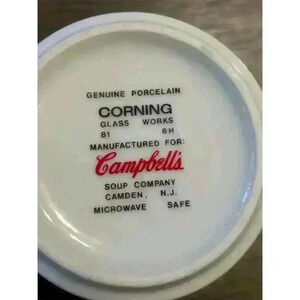 GENUINE PORCELAIN
CORNING
GLASS WORKS
81 6H
MANUFACTURED FOR:
Campbell's
SOUP COMPANY
CAMDEN, N.J.
MICROWAVE SAFE